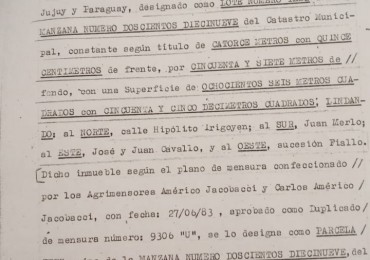 Jujuy y Paraguay, designado como LOTE NUMERO
MANZANA NUMERO DOSCIENTOS DIECINUEVE del Catastro Munici-
pal, constante según título de CATORCE METROS con QUINCE
CENTIMETROS de frente, por CINCUENTA Y SIETE METROS de //
fondo, con una Superficie de OCHOCIENTOS SEIS METROS CUA-
DRADOS con CINCUENTA Y CINCO DECIMETROS CUADRADOS, LINDAN-
DO: al NORTE, calle Hipólito Irigoyen; al SUR, Juan Merlo;
al ESTE, José y Juan Cavallo, y al OESTE, sucesión Fiallo.
Dicho inmueble según el plano de mensura confeccionado //
por los Agrimensores Américo Jacobacci y Carlos Américo /
Jacobacci, con fecha: 27/06/83 , aprobado como Duplicado/
de mensura número: 9306 "U", se lo designa como PARCELA /
de la MANZANA NUMERO DOSCIENTOS DIECINUEVE, del